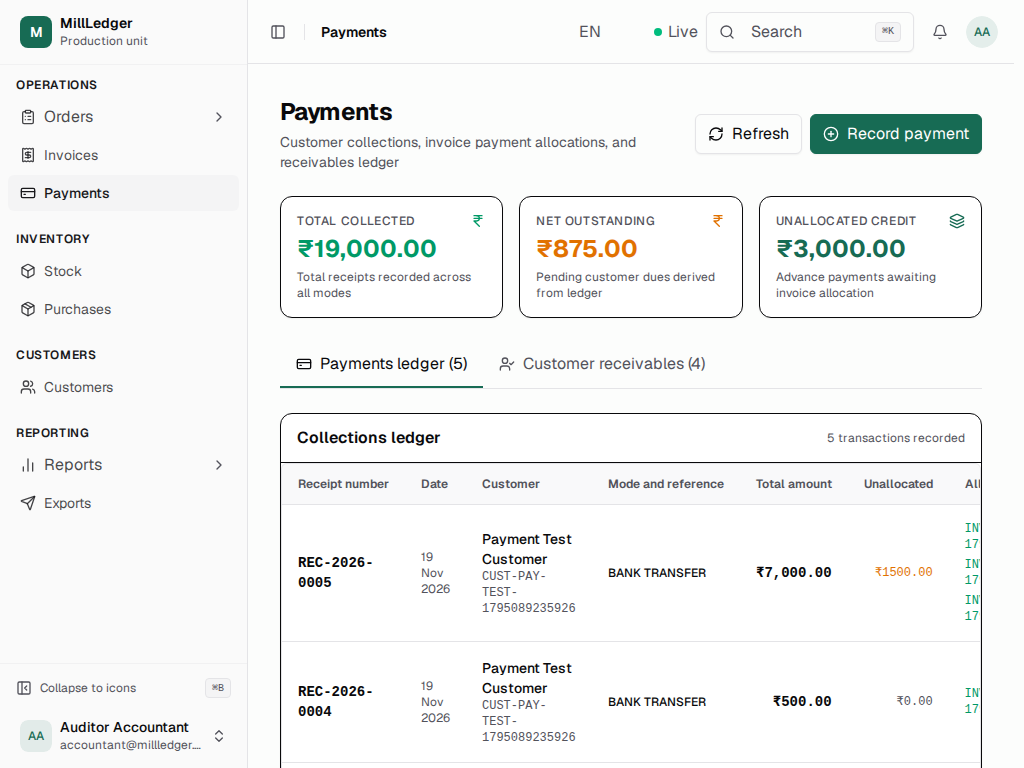 M
MillLedger
Production unit
OPERATIONS
Orders
Invoices
Payments
INVENTORY
Stock
Purchases
CUSTOMERS
Customers
REPORTING
Reports
Exports
Collapse to icons
⌘B
AA
Auditor Accountant
accountant@millledger...
Payments
EN
Live
Search
⌘K
AA
Payments
Customer collections, invoice payment allocations, and
receivables ledger
Refresh
Record payment
TOTAL COLLECTED
₹
₹19,000.00
Total receipts recorded across
all modes
NET OUTSTANDING
₹
₹875.00
Pending customer dues derived
from ledger
UNALLOCATED CREDIT
₹3,000.00
Advance payments awaiting
invoice allocation
Payments ledger (5)
Customer receivables (4)
Collections ledger
5 transactions recorded
Receipt number Date Customer Mode and reference Total amount Unallocated
REC-2026-
0005
19
Nov
2026
Payment Test
Customer
CUST-PAY-
TEST-
1795089235926
BANK TRANSFER
₹7,000.00
₹1500.00
17
17
17
REC-2026-
0004
19
Nov
2026
Payment Test
Customer
CUST-PAY-
TEST-
1795089235926
BANK TRANSFER
₹500.00
₹0.00
17